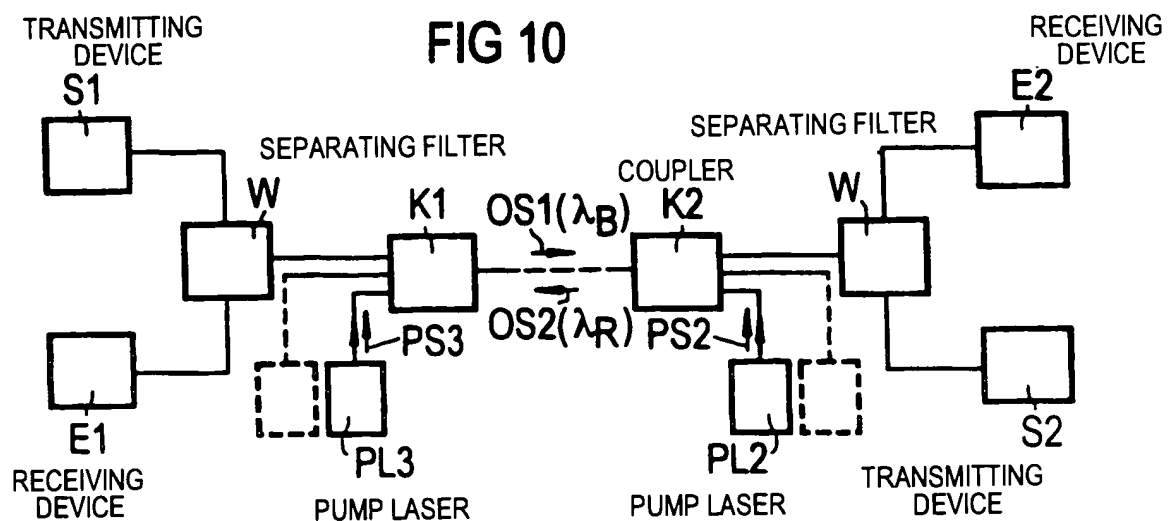 FIG 10
TRANSMITTING
DEVICE
S1
SEPARATING FILTER
W
K1
OS1(λB)
OS2(λR)
COUPLER
K2
SEPARATING FILTER
W
RECEIVING
DEVICE
E2
PS3
PS2
E1
RECEIVING
DEVICE
PL3
PUMP LASER
PL2
PUMP LASER
S2
TRANSMITTING
DEVICE